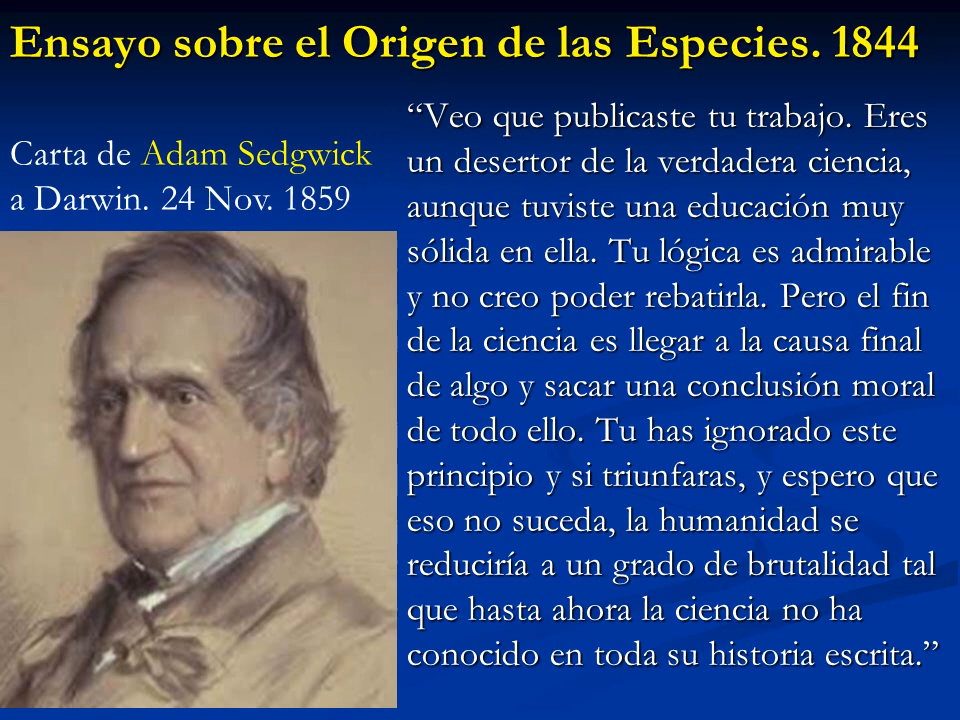 Ensayo sobre el Origen de las Especies. 1844
Carta de Adam Sedgwick
a Darwin. 24 Nov. 1859
“Veo que publicaste tu trabajo. Eres
un desertor de la verdadera ciencia,
aunque tuviste una educación muy
sólida en ella. Tu lógica es admirable
y no creo poder rebatirla. Pero el fin
de la ciencia es llegar a la causa final
de algo y sacar una conclusión moral
de todo ello. Tu has ignorado este
principio y si triunfaras, y espero que
eso no suceda, la humanidad se
reduciría a un grado de brutalidad tal
que hasta ahora la ciencia no ha
conocido en toda su historia escrita.”